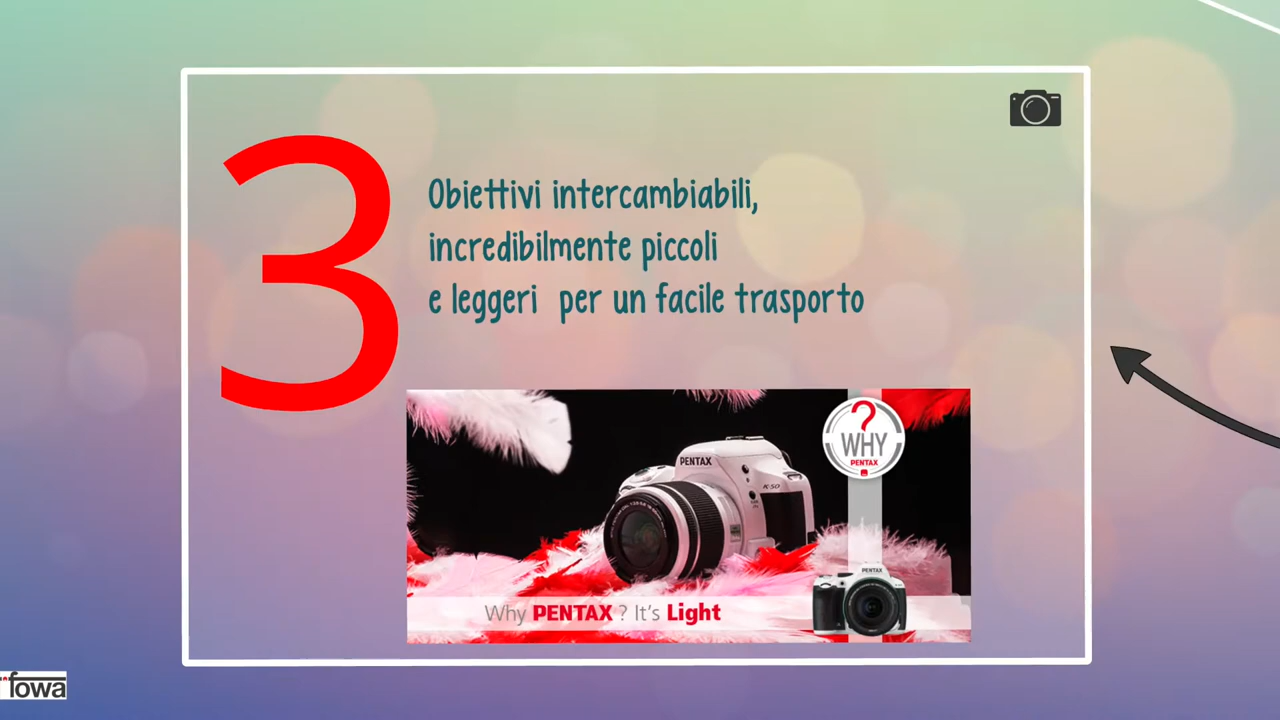 3
Obiettivi intercambiabili,
incredibilmente piccoli
e leggeri per un facile trasporto
PENTAX
K-50
?
WHY
PENTAX
PENTAX
Why PENTAX ? It's Light
fowa